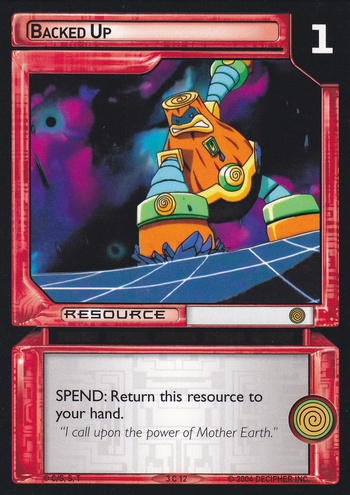 BACKED UP
1
RESOURCE
SPEND: Return this resource to
your hand.
"I call upon the power of Mother Earth."
© C/S, S, T
3 C 12
© 2004 DECIPHER INC.